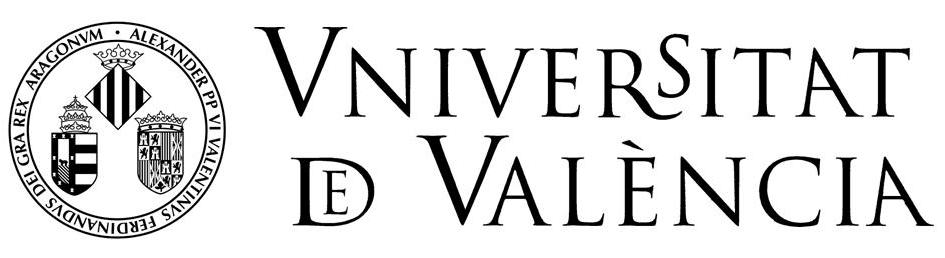 ALEXANDER PP VI VALENTINVS FERDINANDVS DEI GRA REX ARAGONVM ·
VNIVERSITAT
DE VALÈNCIA